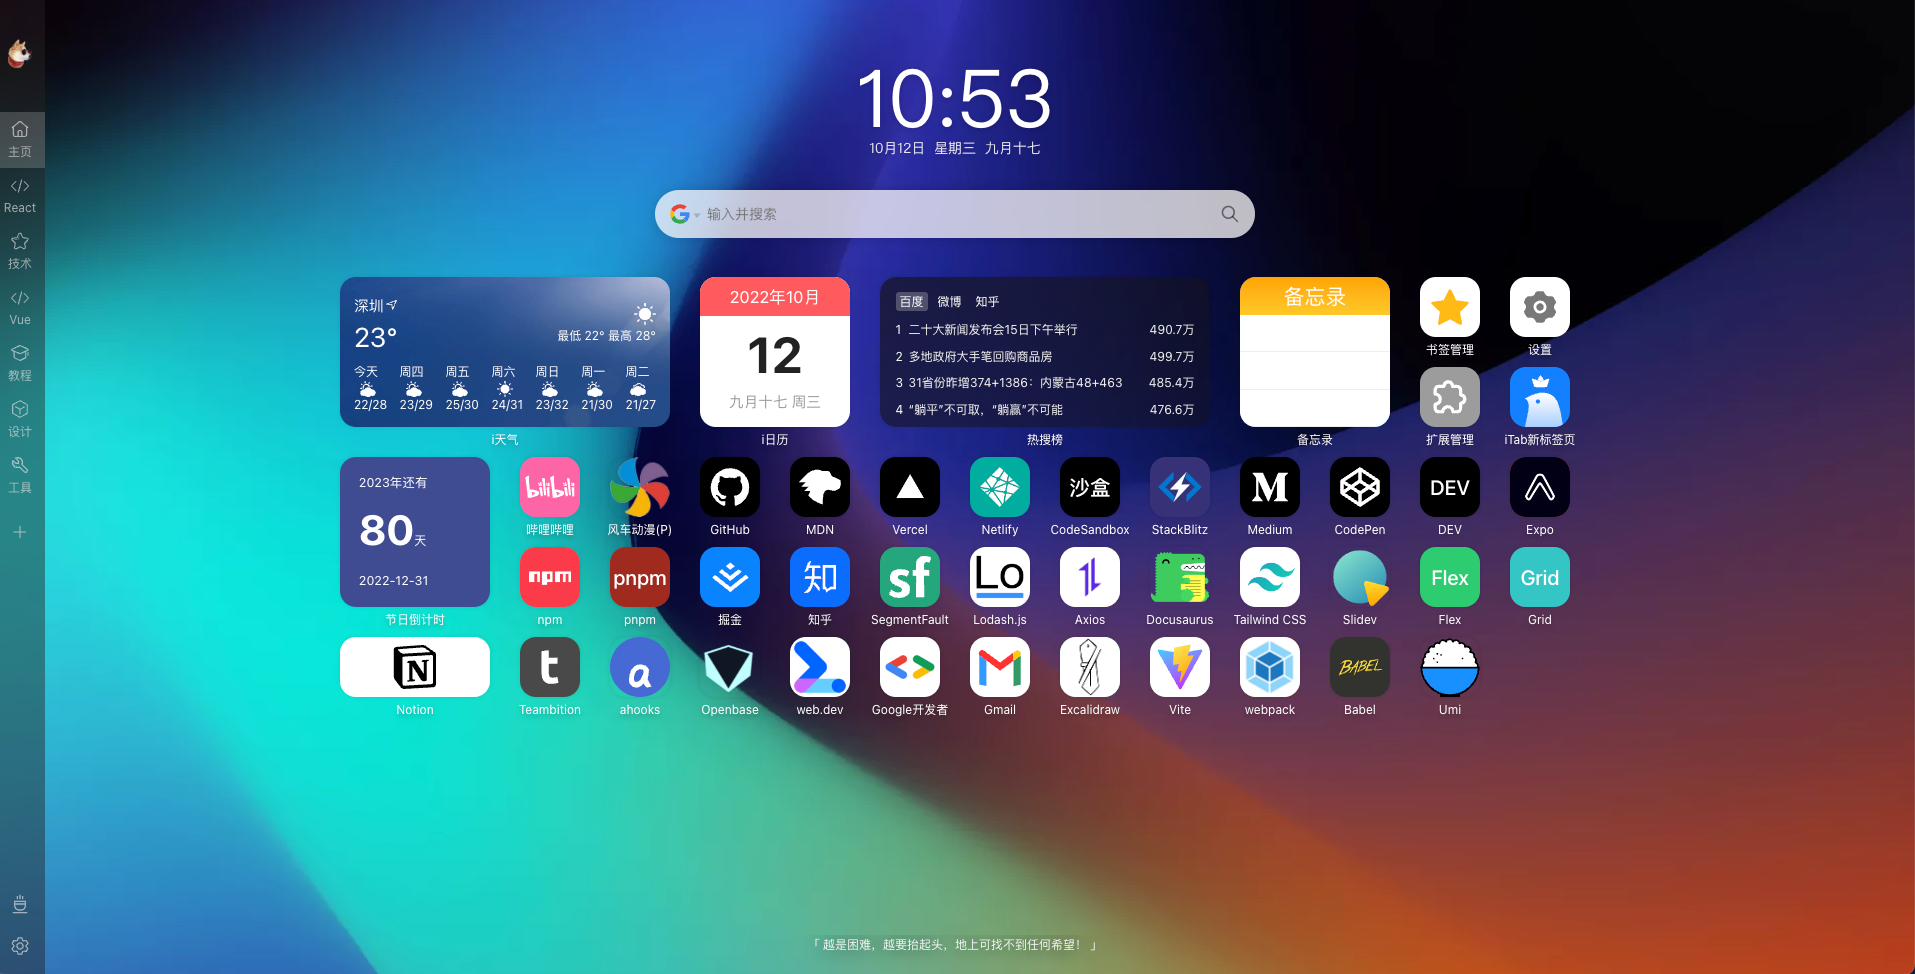 主页
React
技术
Vue
教程
设计
工具
10:53
10月12日 星期三 九月十七
输入并搜索
深圳
23°
最低 22° 最高 28°
今天 周四 周五 周六 周日 周一 周二
22/28 23/29 25/30 24/31 23/32 21/30 21/27
i天气
2022年10月
12
九月十七 周三
i日历
百度 微博 知乎
1 二十大新闻发布会15日下午举行 490.7万
2 多地政府大手笔回购商品房 499.7万
3 31省份昨增374+1386：内蒙古48+463 485.4万
4 “躺平”不可取，“躺赢”不可能 476.6万
热搜榜
备忘录
备忘录
书签管理
设置
扩展管理
iTab新标签页
2023年还有
80天
2022-12-31
节日倒计时
bilibili
哔哩哔哩
风车动漫(P)
GitHub
MDN
Vercel
Netlify
沙盒
CodeSandbox
StackBlitz
M
Medium
CodePen
DEV
DEV
Expo
npm
npm
pnpm
pnpm
掘金
知
知乎
sf
SegmentFault
Lo
Lodash.js
Axios
Docusaurus
Tailwind CSS
Slidev
Flex
Flex
Grid
Grid
N
Notion
t
Teambition
a
ahooks
Openbase
web.dev
Google开发者
Gmail
Excalidraw
Vite
webpack
BABEL
Babel
Umi
「 越是困难，越要抬起头，地上可找不到任何希望！ 」